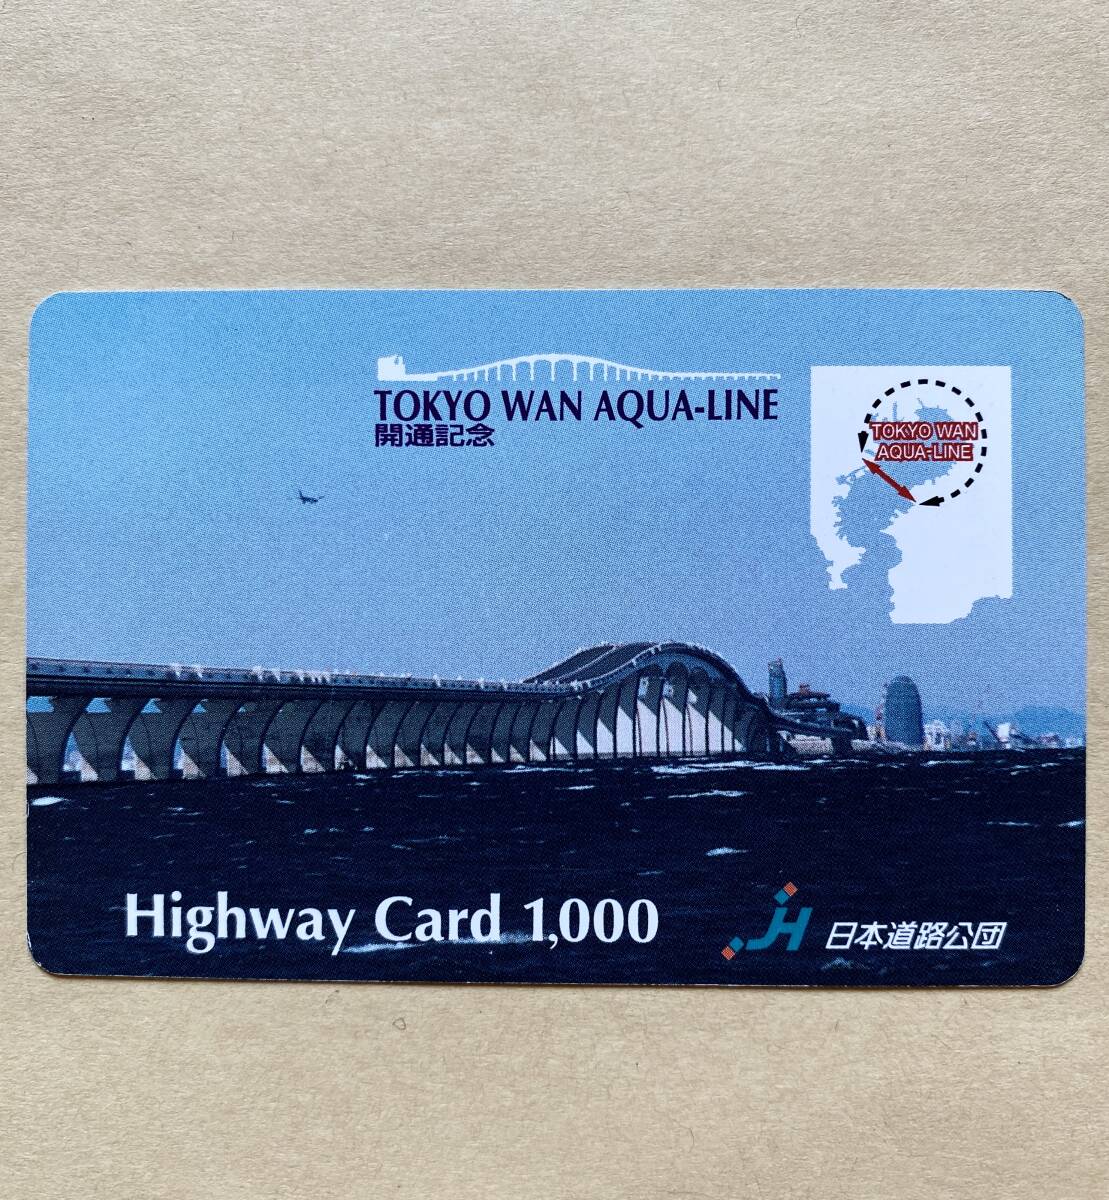 TOKYO WAN AQUA-LINE
開通記念
TOKYO WAN
AQUA-LINE
Highway Card 1,000
JH 日本道路公団